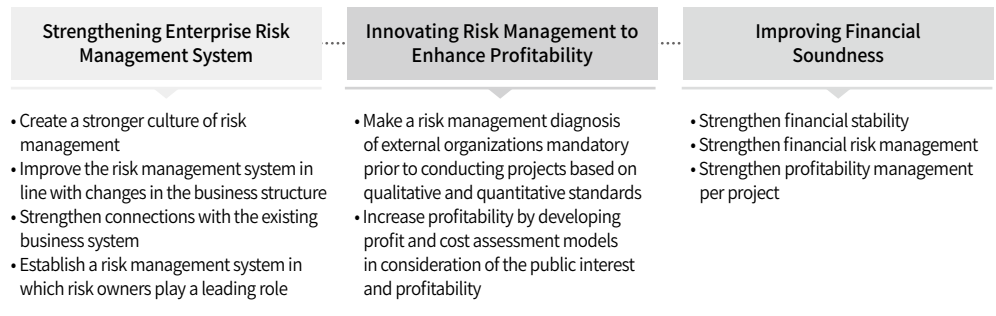 Strengthening Enterprise Risk
Management System
• Create a stronger culture of risk
management
• Improve the risk management system in
line with changes in the business structure
• Strengthen connections with the existing
business system
• Establish a risk management system in
which risk owners play a leading role
Innovating Risk Management to
Enhance Profitability
• Make a risk management diagnosis
of external organizations mandatory
prior to conducting projects based on
qualitative and quantitative standards
• Increase profitability by developing
profit and cost assessment models
in consideration of the public interest
and profitability
Improving Financial
Soundness
• Strengthen financial stability
• Strengthen financial risk management
• Strengthen profitability management
per project